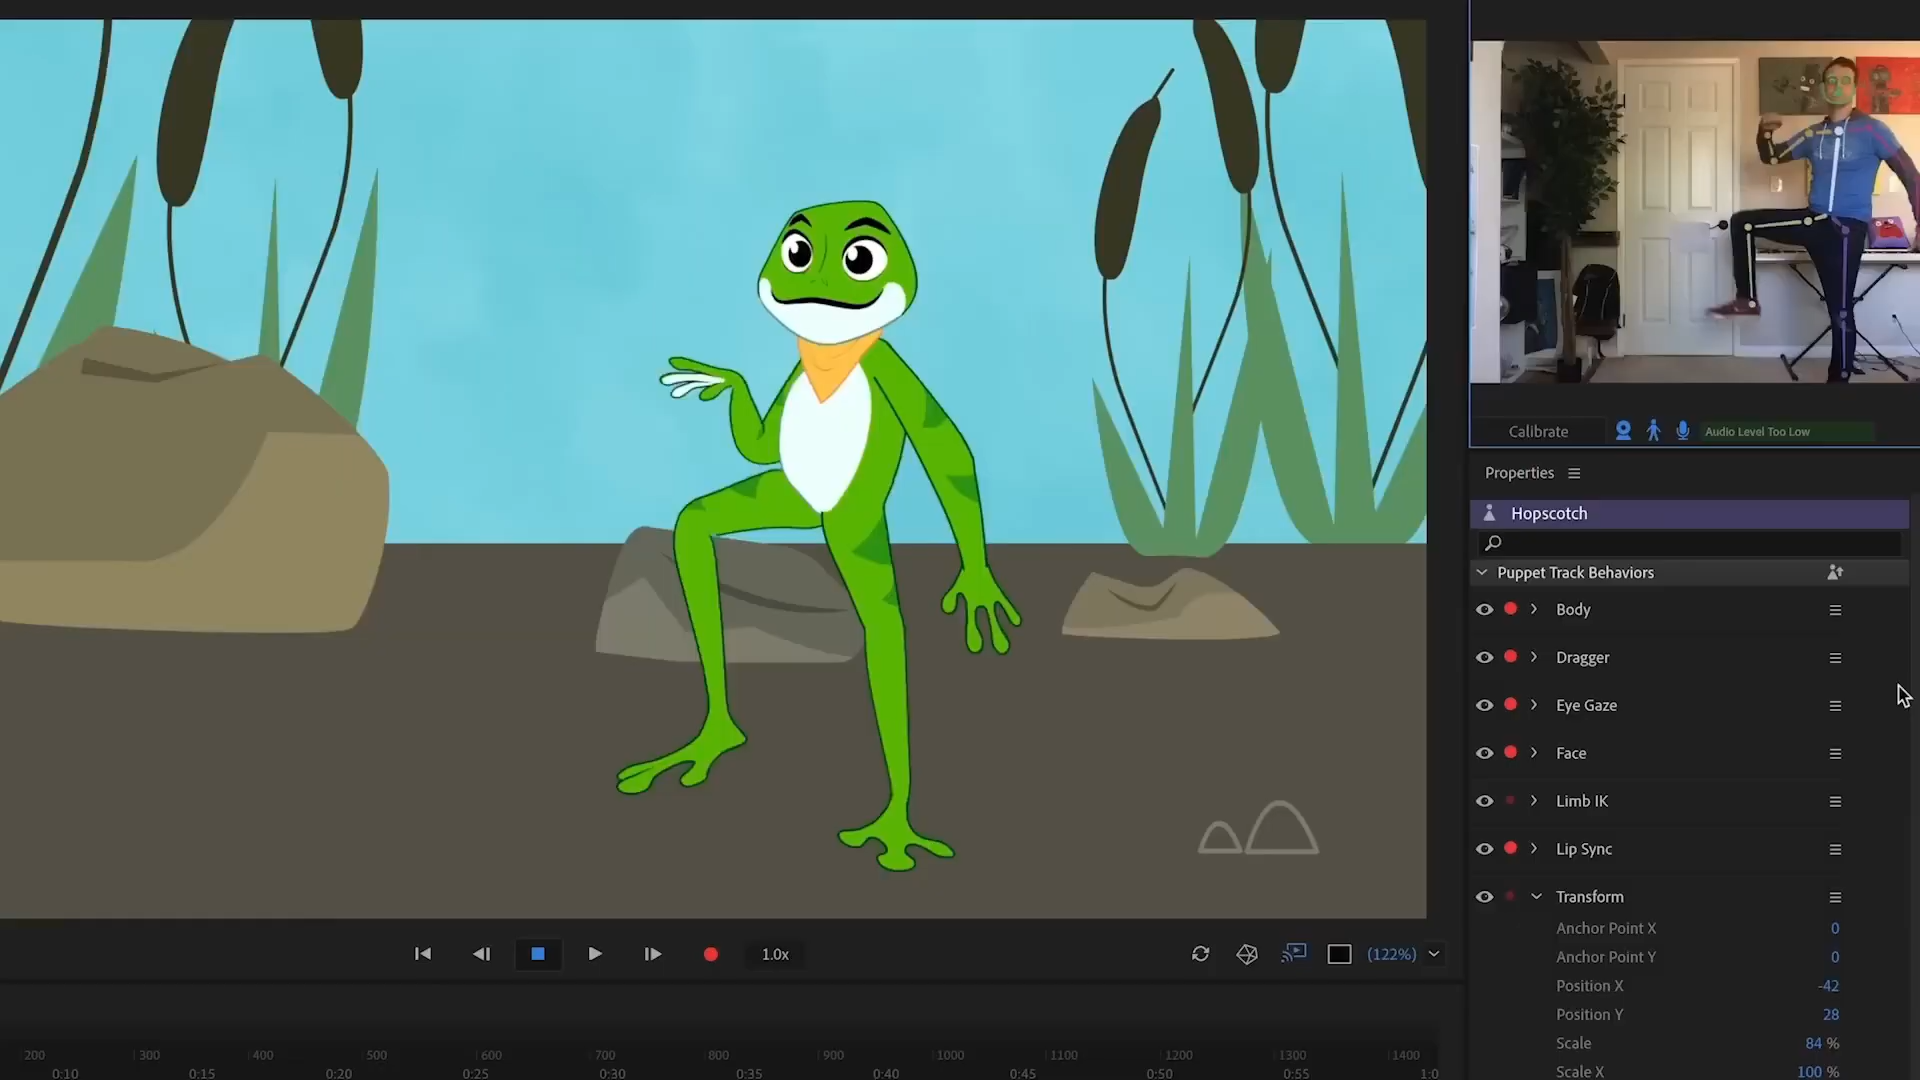 Calibrate
Audio Level Too Low
Properties
Hopscotch
Puppet Track Behaviors
Body
Dragger
Eye Gaze
Face
Limb IK
Lip Sync
Transform
Anchor Point X 0
Anchor Point Y 0
Position X -42
Position Y 28
Scale 84 %
Scale X 100 %
1.0x
(122%)
200 300 400 500 600 700 800 900 1000 1100 1200 1300 1400
0:10 0:15 0:20 0:25 0:30 0:35 0:40 0:45 0:50 0:55 1:0